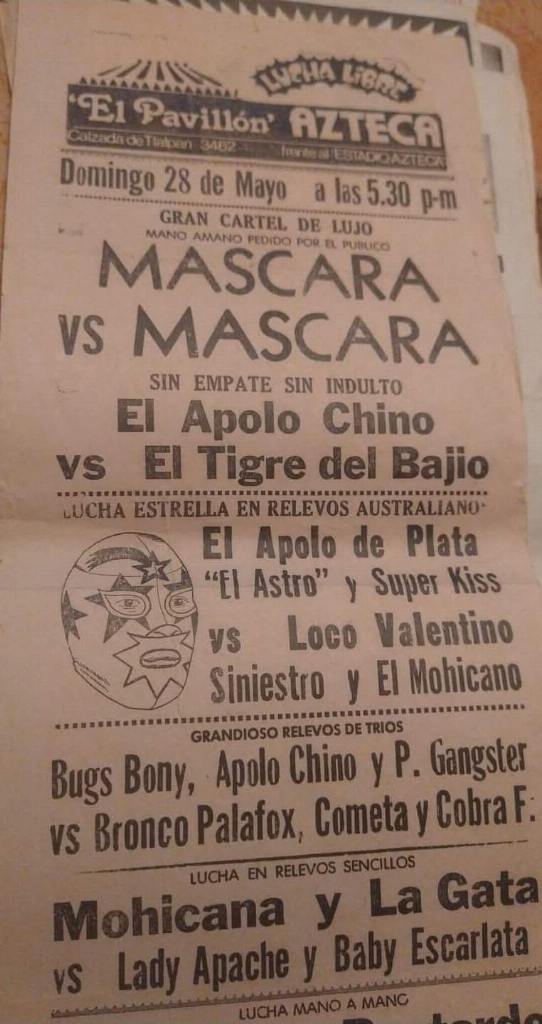 LUCHA LIBRE
'El Pavillón' AZTECA
Calzada de Tlalpan 3462 frente al ESTADIO AZTECA
Domingo 28 de Mayo a las 5.30 p-m
GRAN CARTEL DE LUJO
MANO AMANO PEDIDO POR EL PUBLICO
MASCARA
VS MASCARA
SIN EMPATE SIN INDULTO
El Apolo Chino
vs El Tigre del Bajio
LUCHA ESTRELLA EN RELEVOS AUSTRALIANO
El Apolo de Plata
"El Astro" y Super Kiss
vs Loco Valentino
Siniestro y El Mohicano
GRANDIOSO RELEVOS DE TRIOS
Bugs Bony, Apolo Chino y P. Gangster
vs Bronco Palafox, Cometa y Cobra F.
LUCHA EN RELEVOS SENCILLOS
Mohicana y La Gata
vs Lady Apache y Baby Escarlata
LUCHA MANO A MANO